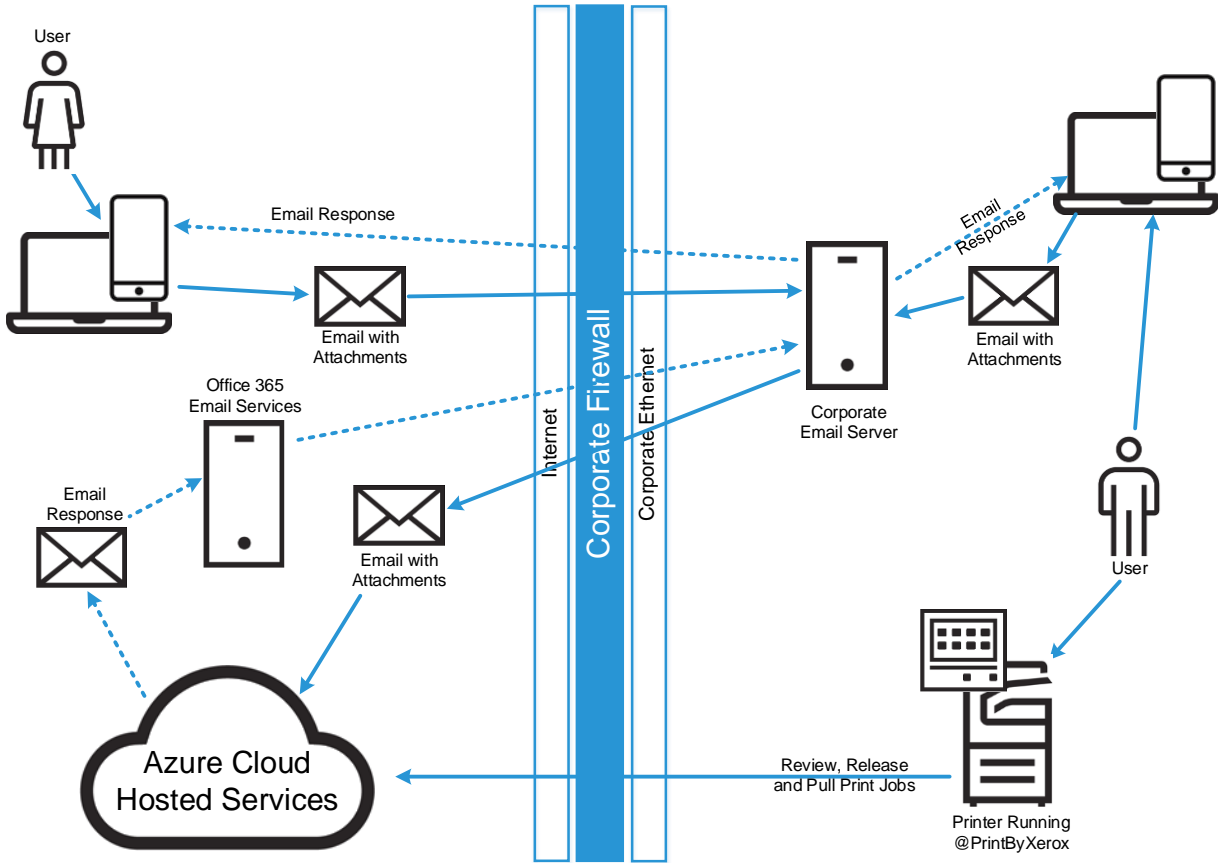 User
Email Response
Email
Response
Email with
Attachments
Email with
Attachments
Office 365
Email Services
Corporate
Email Server
Internet
Corporate Firewall
Corporate Ethernet
Email
Response
Email with
Attachments
User
Azure Cloud
Hosted Services
Review, Release
and Pull Print Jobs
Printer Running
@PrintByXerox